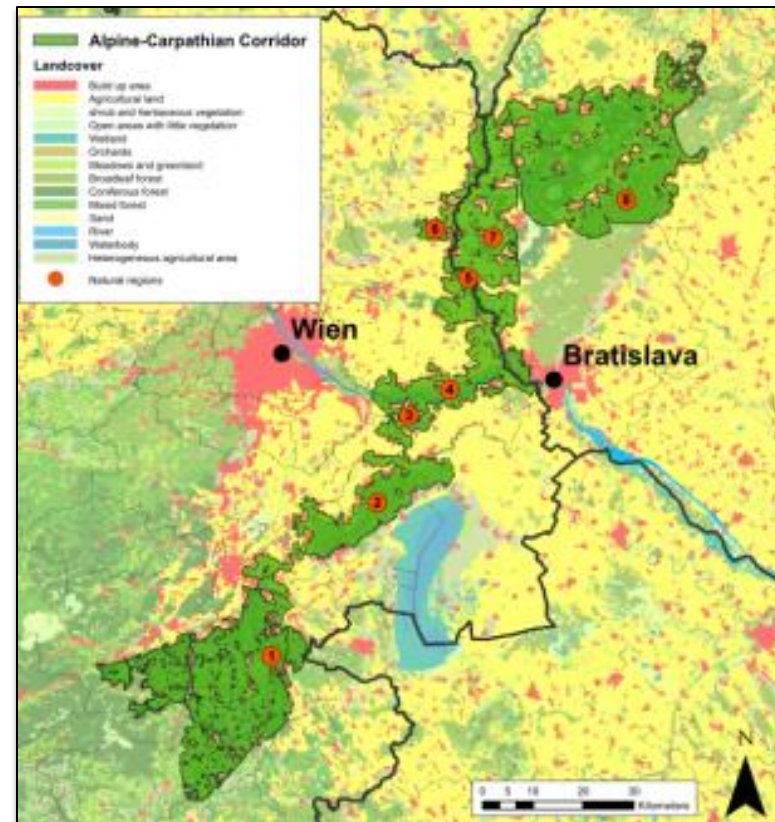 Alpine-Carpathian Corridor
Landcover
Build up area
Agricultural land
shrub and herbaceous vegetation
Open areas with little vegetation
Wetland
Orchards
Meadows and greenland
Broadleaf forest
Coniferous forest
Mixed forest
Sand
River
Waterbody
Heterogeneous agricultural area
Natural regions
8
6
7
5
Wien
Bratislava
4
3
2
1
N
0 5 10 20 30
Kilometers